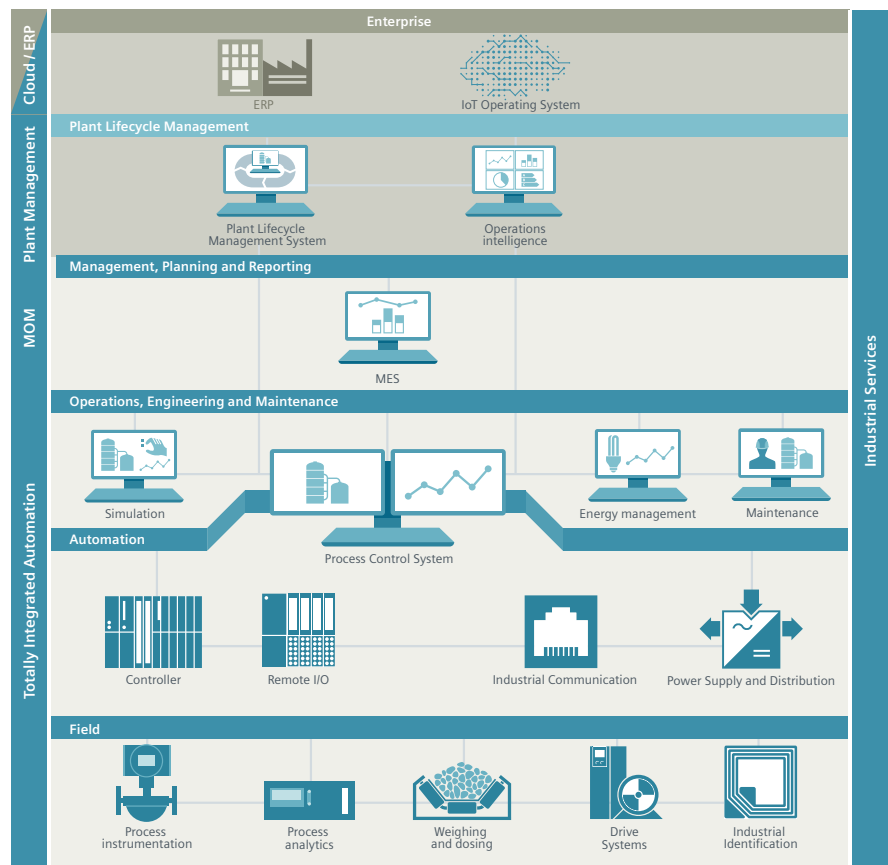 Cloud / ERP
Enterprise
ERP
IoT Operating System
Plant Management
Plant Lifecycle Management
Plant Lifecycle
Management System
Operations
intelligence
MOM
Management, Planning and Reporting
MES
Industrial Services
Totally Integrated Automation
Operations, Engineering and Maintenance
Simulation
Energy management
Maintenance
Process Control System
Automation
Controller
Remote I/O
Industrial Communication
Power Supply and Distribution
Field
Process
instrumentation
Process
analytics
Weighing
and dosing
Drive
Systems
Industrial
Identification